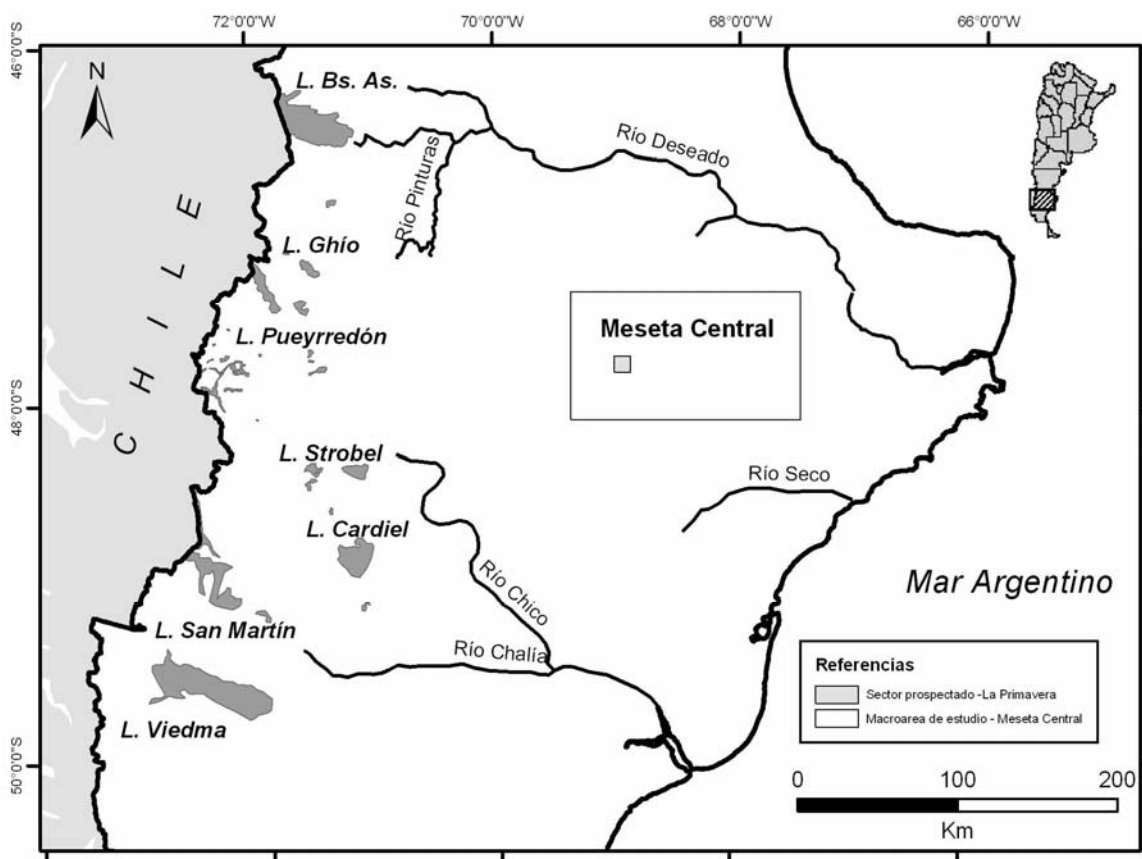 72°0'0"W
70°0'0"W
68°0'0"W
66°0'0"W
46°0'0"S
N
L. Bs. As.
Río Deseado
Río Pinturas
CHILE
L. Ghío
Meseta Central
L. Pueyrredón
48°0'0"S
L. Strobel
Río Seco
L. Cardiel
Río Chico
Mar Argentino
L. San Martín
Río Chalía
Referencias
Sector prospectado -La Primavera
Macroarea de estudio - Meseta Central
L. Viedma
50°0'0"S
0 100 200
Km